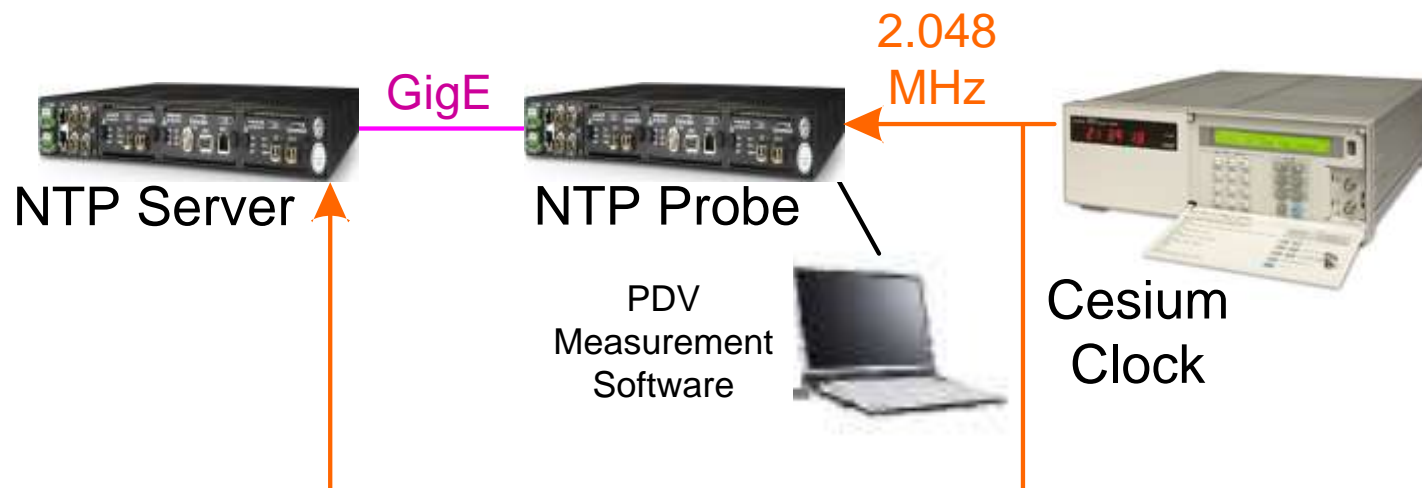 2.048
MHz
GigE
NTP Server
NTP Probe
PDV
Measurement
Software
Cesium
Clock